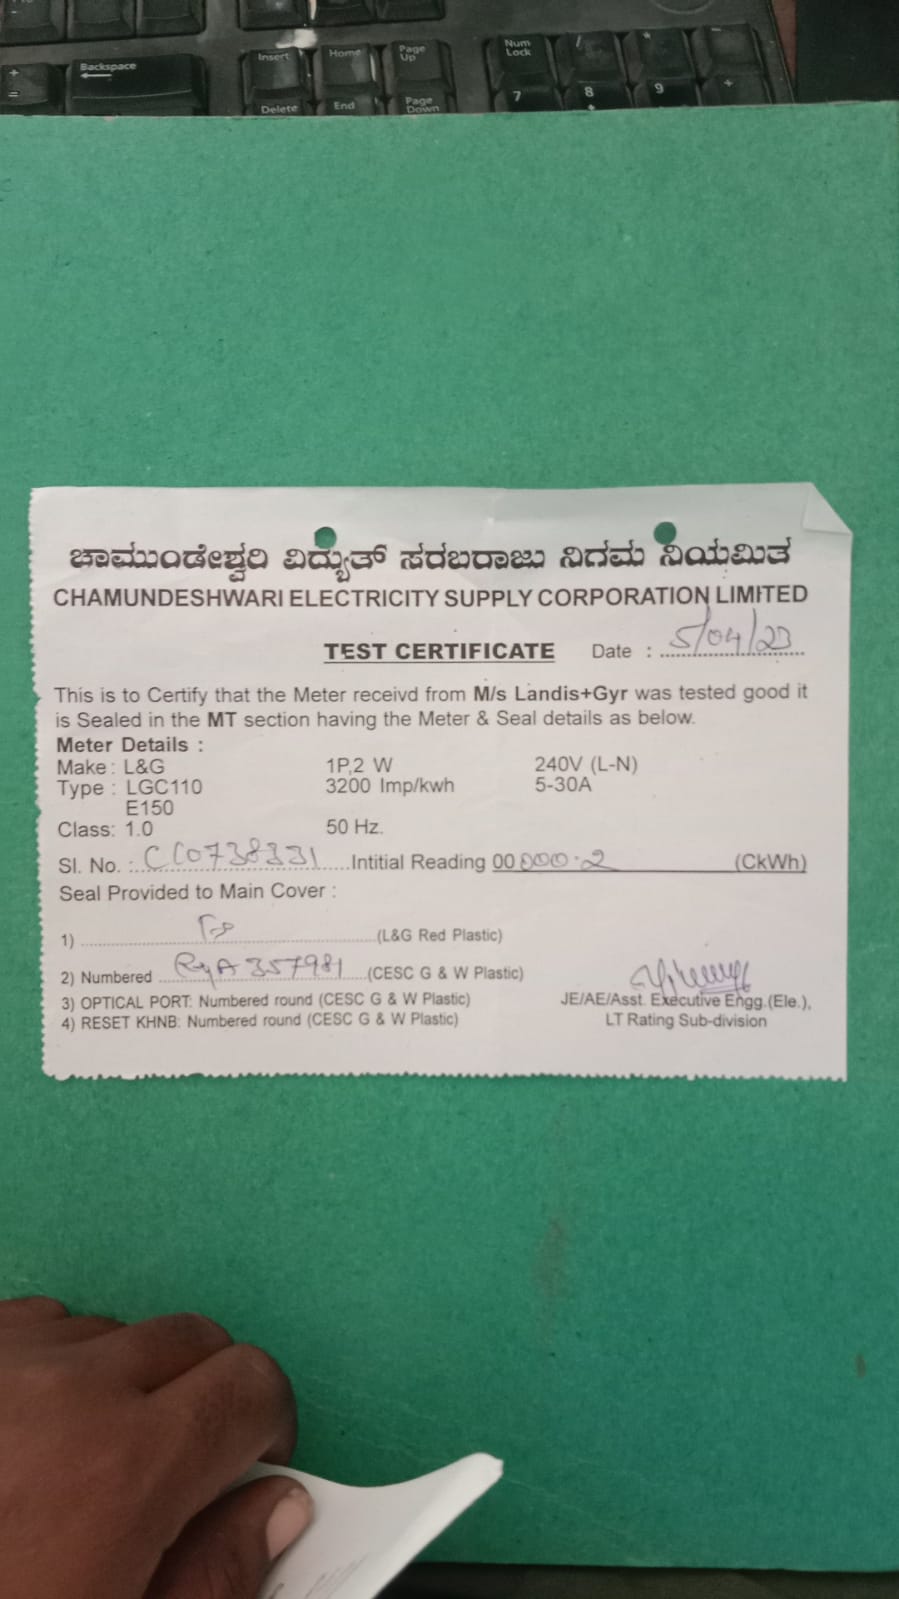 Backspace
Insert Home Page Up Num Lock / * -
Delete End Page Down 7 8 9 +
ಚಾಮುಂಡೇಶ್ವರಿ ವಿದ್ಯುತ್ ಸರಬರಾಜು ನಿಗಮ ನಿಯಮಿತ
CHAMUNDESHWARI ELECTRICITY SUPPLY CORPORATION LIMITED
TEST CERTIFICATE Date : 5/04/23
This is to Certify that the Meter receivd from M/s Landis+Gyr was tested good it
is Sealed in the MT section having the Meter & Seal details as below.
Meter Details :
Make : L&G 1P,2 W 240V (L-N)
Type : LGC110 3200 Imp/kwh 5-30A
E150
Class: 1.0 50 Hz.
Sl. No. : CC0738331 Intitial Reading 00 000.2 (CkWh)
Seal Provided to Main Cover :
1) (L&G Red Plastic)
2) Numbered 357981 (CESC G & W Plastic)
3) OPTICAL PORT: Numbered round (CESC G & W Plastic) JE/AE/Asst. Executive Engg.(Ele.),
4) RESET KHNB: Numbered round (CESC G & W Plastic) LT Rating Sub-division